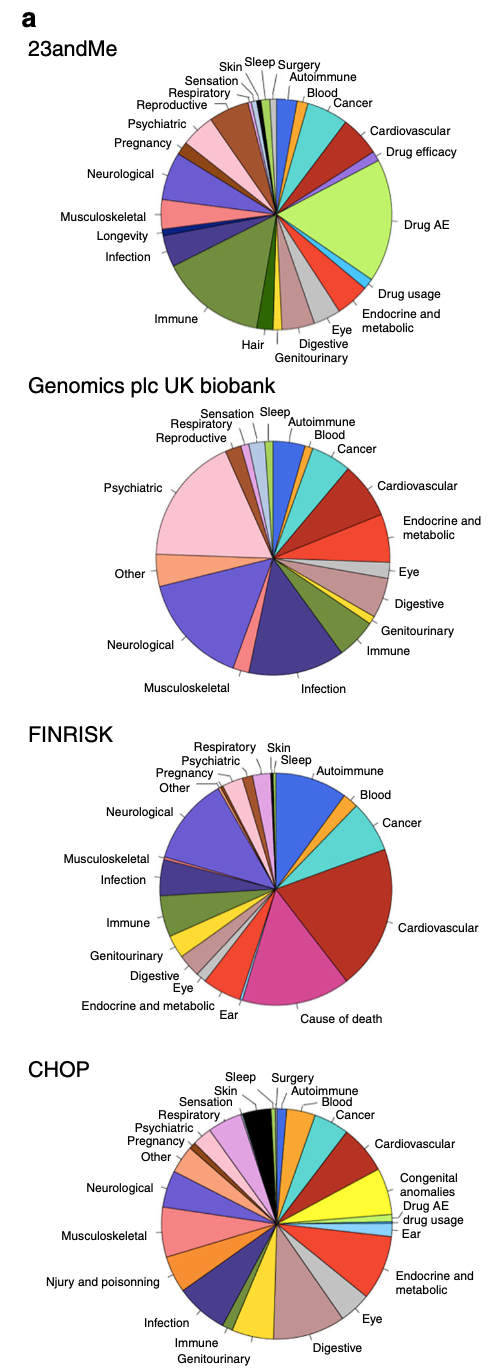 a
23andMe
Sleep
Surgery
Skin
Autoimmune
Sensation
Blood
Respiratory
Cancer
Reproductive
Psychiatric
Cardiovascular
Pregnancy
Drug efficacy
Neurological
Musculoskeletal
Drug AE
Longevity
Infection
Drug usage
Immune
Endocrine and
metabolic
Eye
Hair
Digestive
Genitourinary
Genomics plc UK biobank
Sensation
Sleep
Respiratory
Autoimmune
Reproductive
Blood
Cancer
Psychiatric
Cardiovascular
Endocrine and
metabolic
Other
Eye
Digestive
Genitourinary
Neurological
Immune
Musculoskeletal
Infection
FINRISK
Respiratory
Skin
Psychiatric
Sleep
Pregnancy
Autoimmune
Other
Blood
Neurological
Cancer
Musculoskeletal
Infection
Immune
Cardiovascular
Genitourinary
Digestive
Eye
Endocrine and metabolic
Ear
Cause of death
CHOP
Sleep
Surgery
Skin
Autoimmune
Sensation
Blood
Respiratory
Cancer
Psychiatric
Pregnancy
Cardiovascular
Other
Congenital
anomalies
Neurological
Drug AE
drug usage
Musculoskeletal
Ear
Njury and poisonning
Endocrine and
metabolic
Infection
Eye
Immune
Digestive
Genitourinary